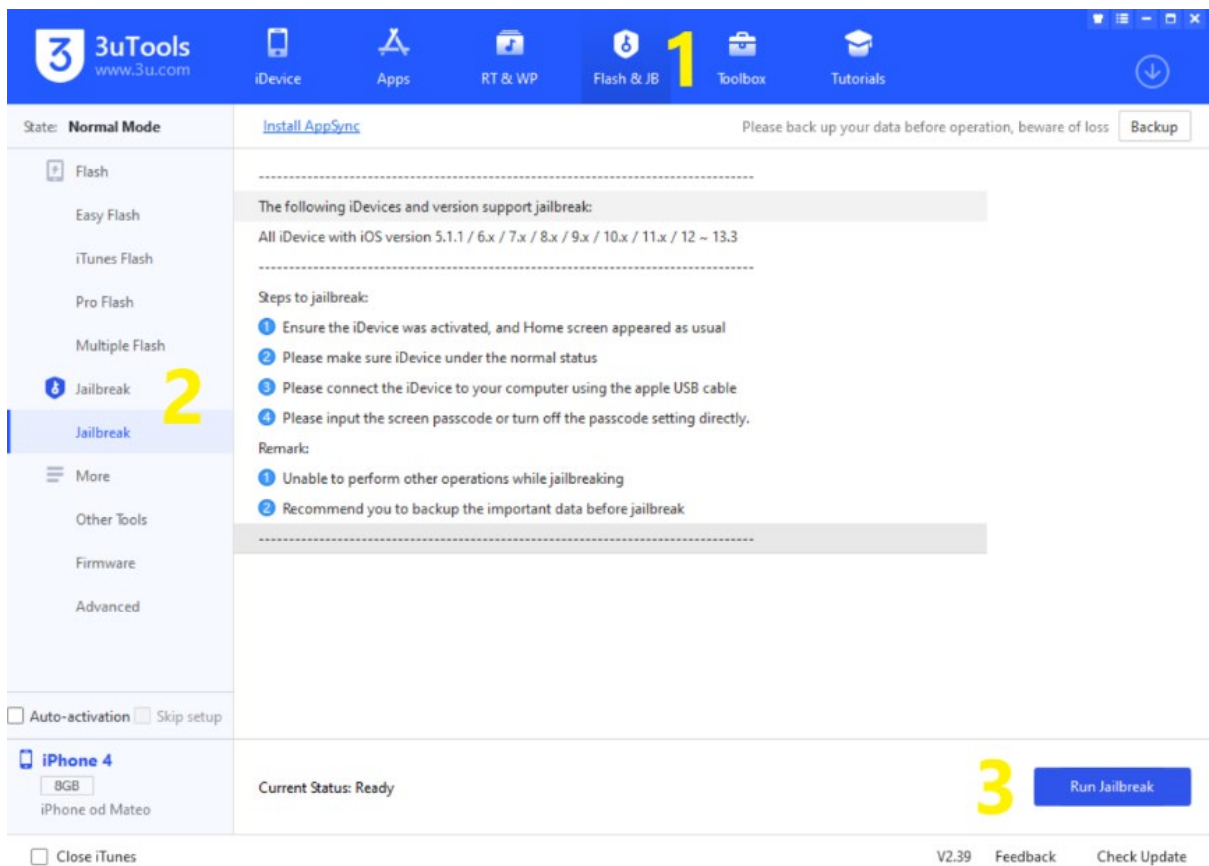 3 3uTools
www.3u.com
iDevice
Apps
RT & WP
Flash & JB
1
Toolbox
Tutorials
State: Normal Mode
Install AppSync
Please back up your data before operation, beware of loss
Backup
Flash
Easy Flash
iTunes Flash
Pro Flash
Multiple Flash
Jailbreak
2
Jailbreak
More
Other Tools
Firmware
Advanced
--------------------------------------------------------------------------------
The following iDevices and version support jailbreak:
All iDevice with iOS version 5.1.1 / 6.x / 7.x / 8.x / 9.x / 10.x / 11.x / 12 ~ 13.3
--------------------------------------------------------------------------------
Steps to jailbreak:
1 Ensure the iDevice was activated, and Home screen appeared as usual
2 Please make sure iDevice under the normal status
3 Please connect the iDevice to your computer using the apple USB cable
4 Please input the screen passcode or turn off the passcode setting directly.
Remark:
1 Unable to perform other operations while jailbreaking
2 Recommend you to backup the important data before jailbreak
--------------------------------------------------------------------------------
Auto-activation Skip setup
iPhone 4
8GB
iPhone od Mateo
Current Status: Ready
3
Run Jailbreak
Close iTunes
V2.39 Feedback Check Update